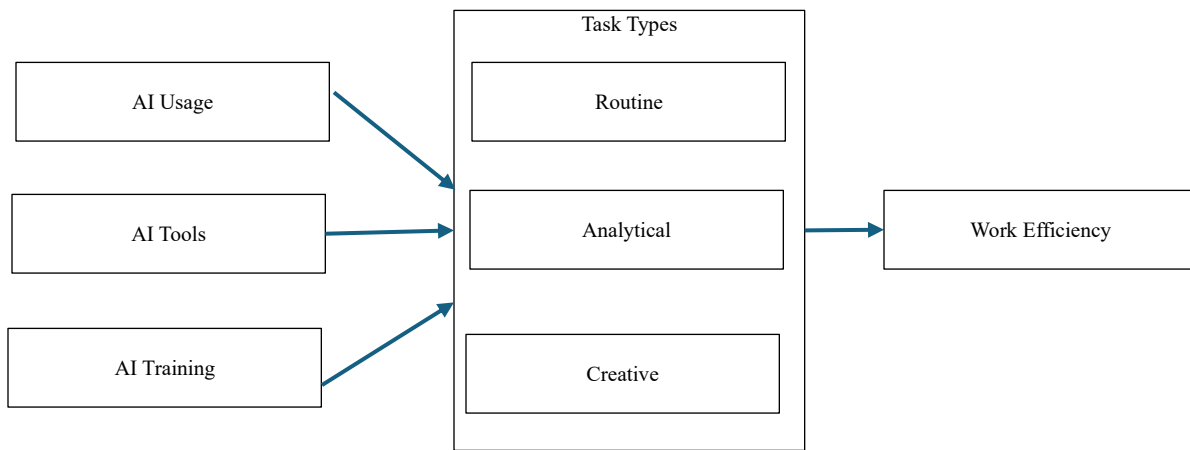 Task Types
AI Usage
Routine
AI Tools
Analytical
Work Efficiency
AI Training
Creative